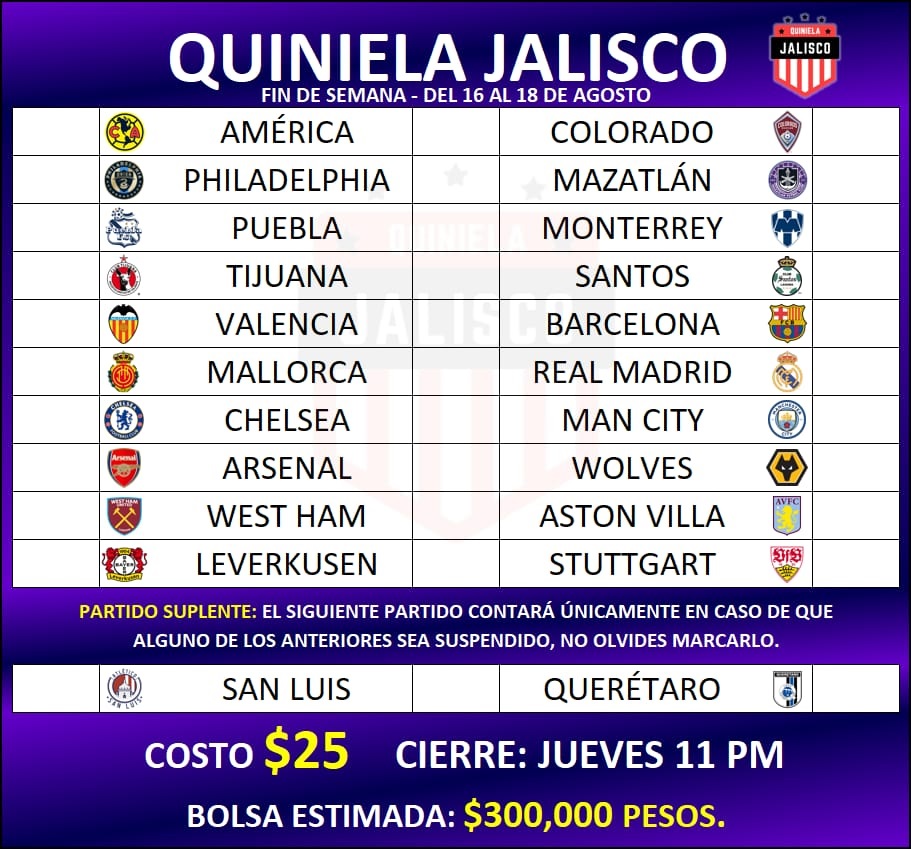 QUINIELA JALISCO
QUINIELA
JALISCO
FIN DE SEMANA - DEL 16 AL 18 DE AGOSTO
AMÉRICA COLORADO
PHILADELPHIA MAZATLÁN
PUEBLA MONTERREY
TIJUANA SANTOS
VALENCIA BARCELONA
MALLORCA REAL MADRID
CHELSEA MAN CITY
ARSENAL WOLVES
WEST HAM ASTON VILLA
LEVERKUSEN STUTTGART
PARTIDO SUPLENTE: EL SIGUIENTE PARTIDO CONTARÁ ÚNICAMENTE EN CASO DE QUE
ALGUNO DE LOS ANTERIORES SEA SUSPENDIDO, NO OLVIDES MARCARLO.
SAN LUIS QUERÉTARO
COSTO $25 CIERRE: JUEVES 11 PM
BOLSA ESTIMADA: $300,000 PESOS.